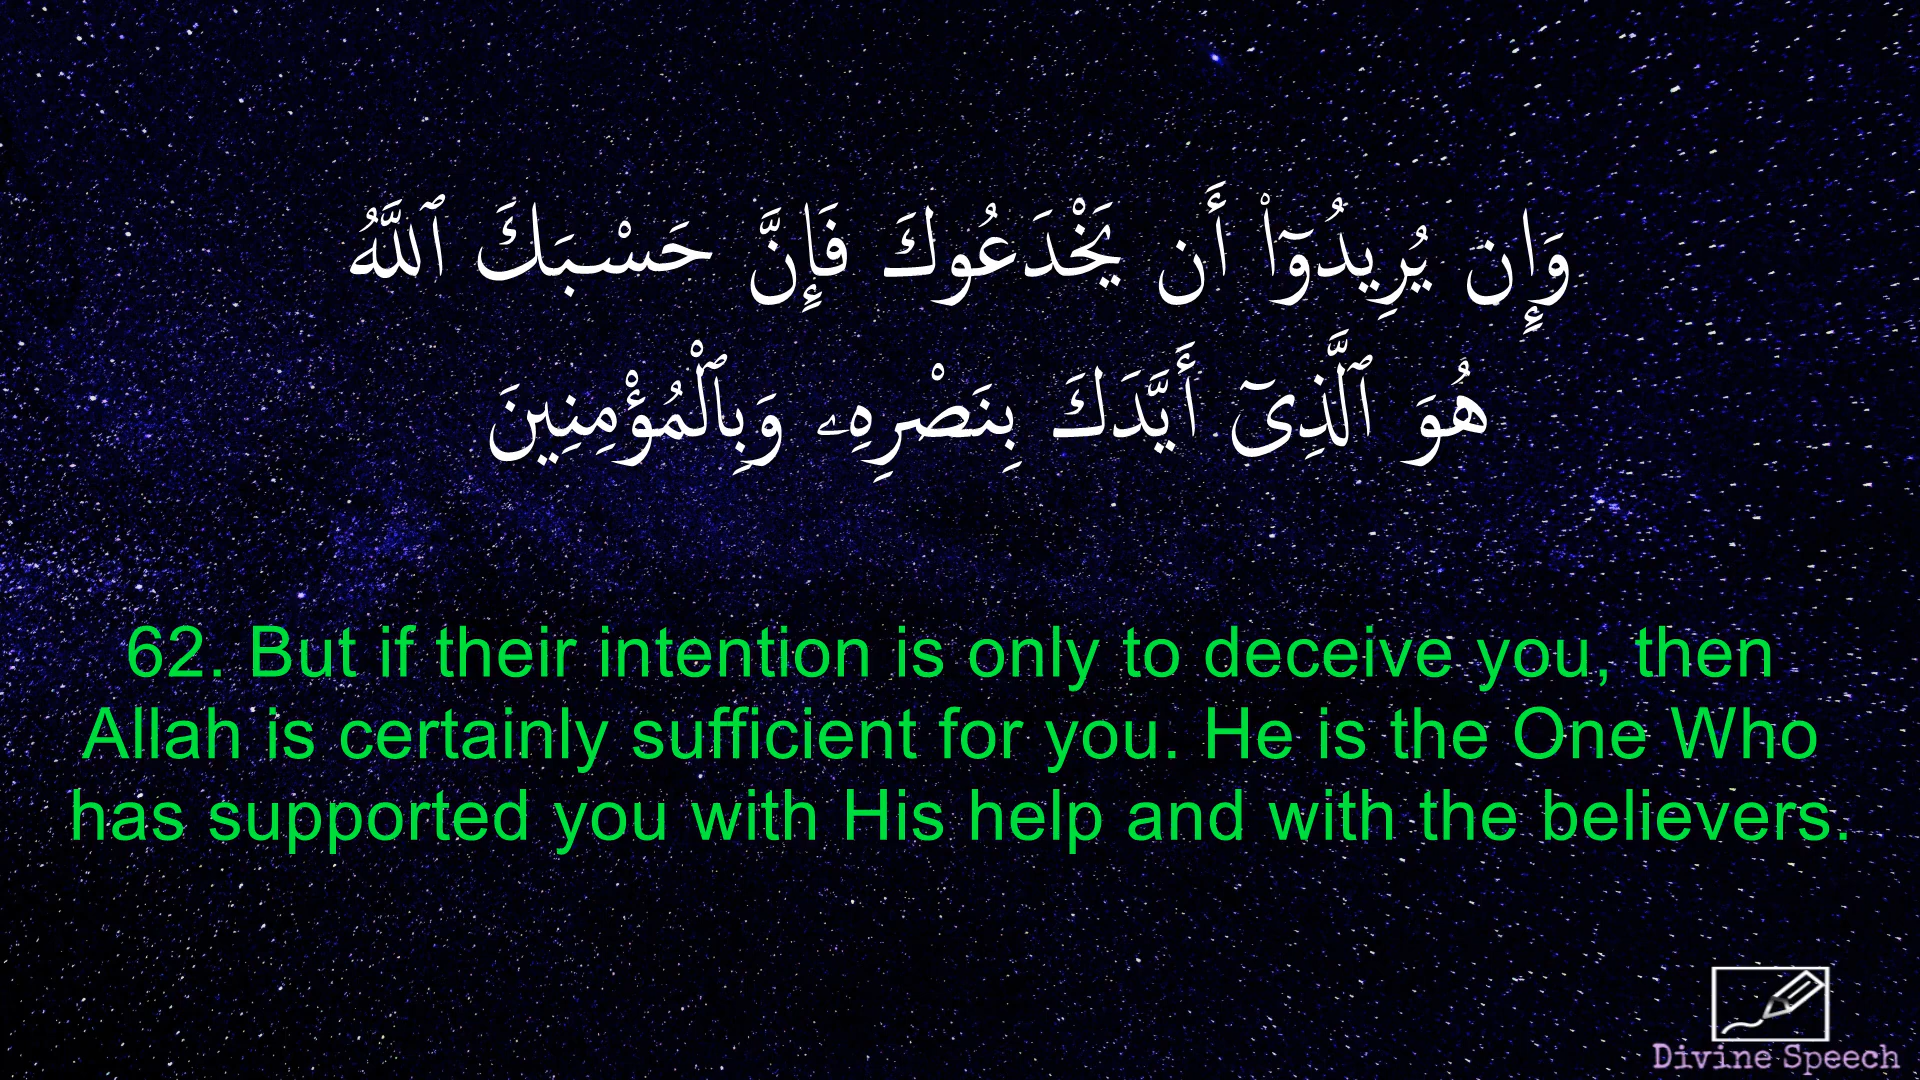 وَإِن يُرِيدُوٓا۟ أَن يَخْدَعُوكَ فَإِنَّ حَسْبَكَ ٱللَّهُ
هُوَ ٱلَّذِىٓ أَيَّدَكَ بِنَصْرِهِۦ وَبِٱلْمُؤْمِنِينَ
62. But if their intention is only to deceive you, then
Allah is certainly sufficient for you. He is the One Who
has supported you with His help and with the believers.
Divine Speech